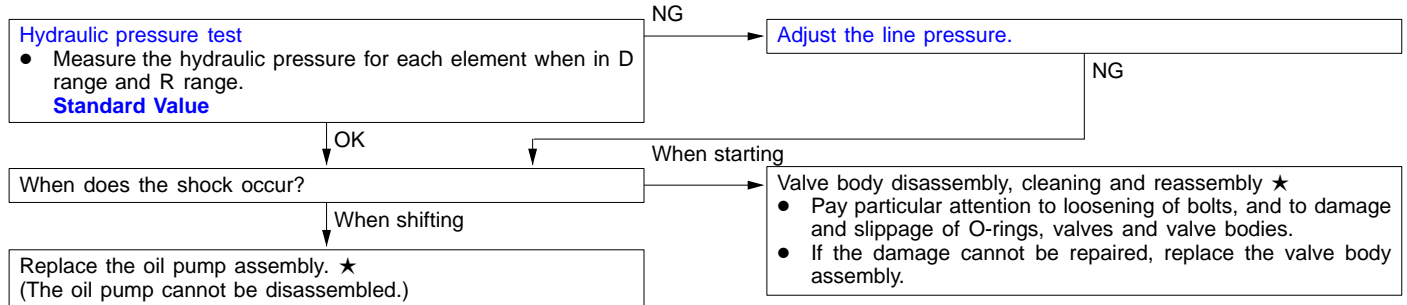 NG
Hydraulic pressure test
● Measure the hydraulic pressure for each element when in D
range and R range.
Standard Value
Adjust the line pressure.
NG
OK
When starting
When does the shock occur?
Valve body disassembly, cleaning and reassembly ★
● Pay particular attention to loosening of bolts, and to damage
and slippage of O-rings, valves and valve bodies.
● If the damage cannot be repaired, replace the valve body
assembly.
When shifting
Replace the oil pump assembly. ★
(The oil pump cannot be disassembled.)